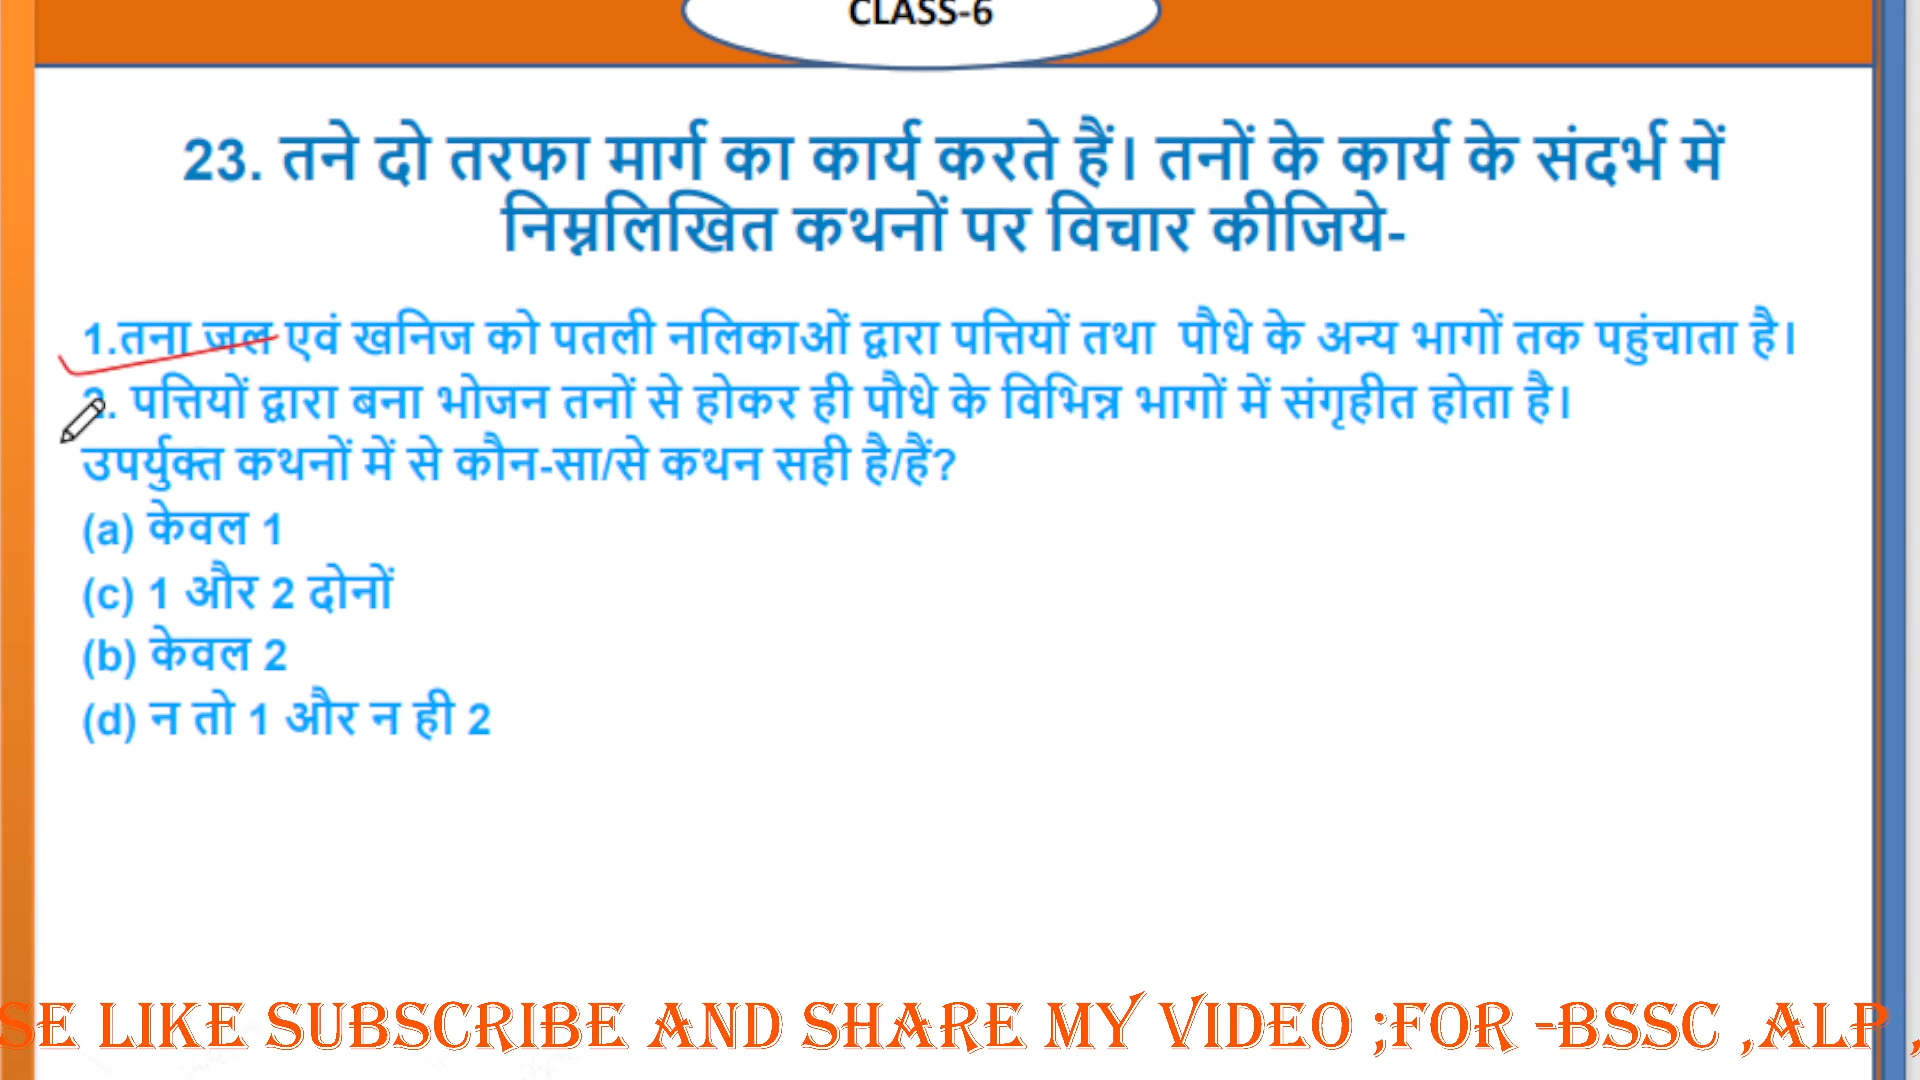 CLASS-6
23. तने दो तरफा मार्ग का कार्य करते हैं। तनों के कार्य के संदर्भ में
निम्नलिखित कथनों पर विचार कीजिये-
1.तना जल एवं खनिज को पतली नलिकाओं द्वारा पत्तियों तथा पौधे के अन्य भागों तक पहुंचाता है।
2. पत्तियों द्वारा बना भोजन तनों से होकर ही पौधे के विभिन्न भागों में संगृहीत होता है।
उपर्युक्त कथनों में से कौन-सा/से कथन सही है/हैं?
(a) केवल 1
(c) 1 और 2 दोनों
(b) केवल 2
(d) न तो 1 और न ही 2
SE LIKE SUBSCRIBE AND SHARE MY VIDEO ;FOR -BSSC ,ALP ,